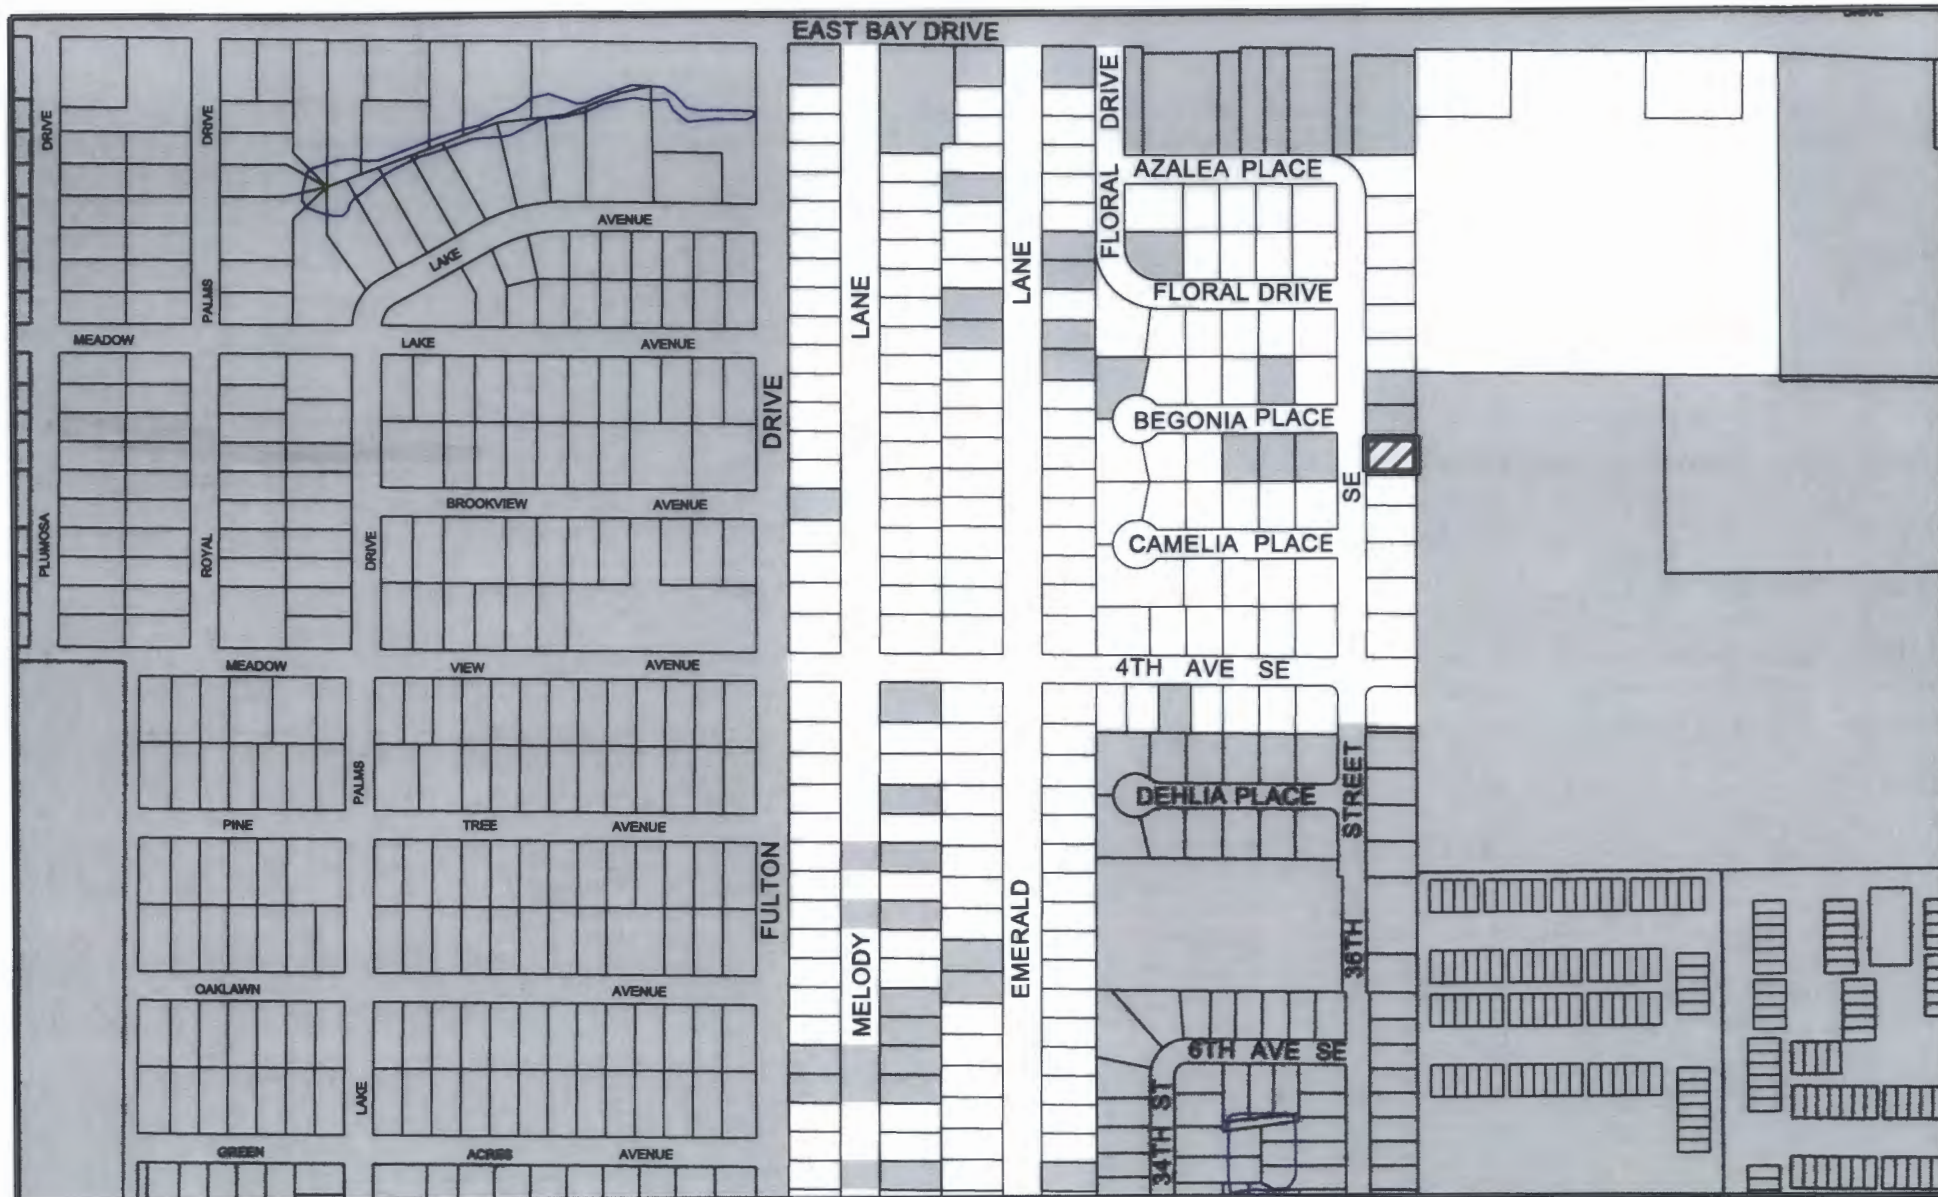 DRIVE
EAST BAY DRIVE
DRIVE
DRIVE
FLORAL DRIVE
AZALEA PLACE
AVENUE
LAKE
LANE
LANE
PALMS
FLORAL DRIVE
MEADOW LAKE AVENUE
DRIVE
BEGONIA PLACE
SE
BROOKVIEW AVENUE
PLUMOSA
ROYAL
DRIVE
CAMELIA PLACE
MEADOW VIEW AVENUE
4TH AVE SE
PALMS
STREET
DEHLIA PLACE
PINE TREE AVENUE
FULTON
EMERALD
36TH
MELODY
OAKLAWN AVENUE
6TH AVE SE
LAKE
34TH ST
GREEN ACRES AVENUE